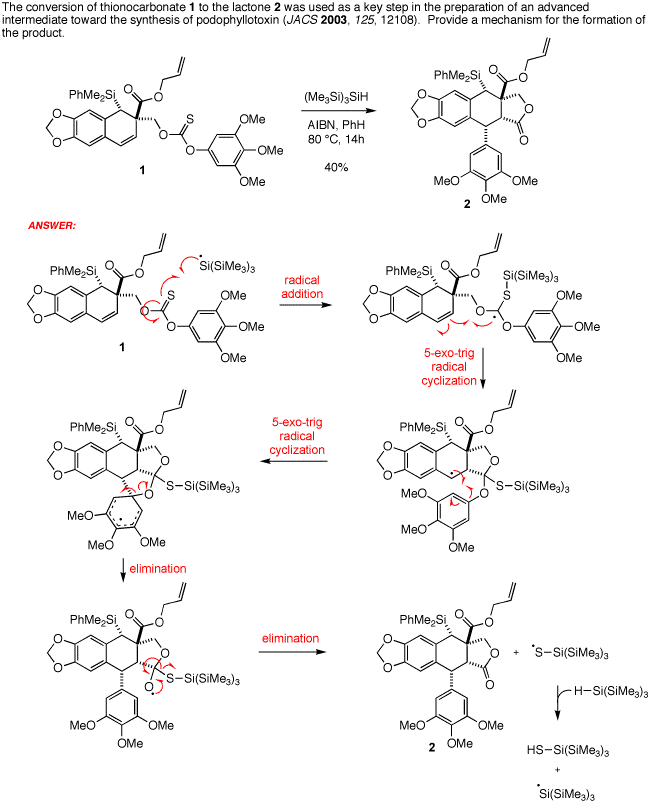 The conversion of thionocarbonate 1 to the lactone 2 was used as a key step in the preparation of an advanced
intermediate toward the synthesis of podophyllotoxin (JACS 2003, 125, 12108). Provide a mechanism for the formation of
the product.
PhMe2Si
O
O
O
O
O
S
O
OMe
OMe
OMe
1
(Me3Si)3SiH
AIBN, PhH
80 °C, 14h
40%
PhMe2Si
O
O
O
O
O
O
MeO
OMe
OMe
2
ANSWER:
PhMe2Si
O
O
O
O
O
S
O
OMe
OMe
OMe
1
Si(SiMe3)3
radical
addition
PhMe2Si
O
O
O
O
Si(SiMe3)3
S
O
O
OMe
OMe
OMe
5-exo-trig
radical
cyclization
PhMe2Si
O
O
O
O
O
S–Si(SiMe3)3
O
MeO
MeO
OMe
5-exo-trig
radical
cyclization
PhMe2Si
O
O
O
O
O
S–Si(SiMe3)3
O
MeO
MeO
OMe
elimination
PhMe2Si
O
O
O
O
O
S–Si(SiMe3)3
O
MeO
OMe
OMe
elimination
PhMe2Si
O
O
O
O
O
O
MeO
OMe
OMe
2
+
S–Si(SiMe3)3
H–Si(SiMe3)3
HS–Si(SiMe3)3
+
Si(SiMe3)3